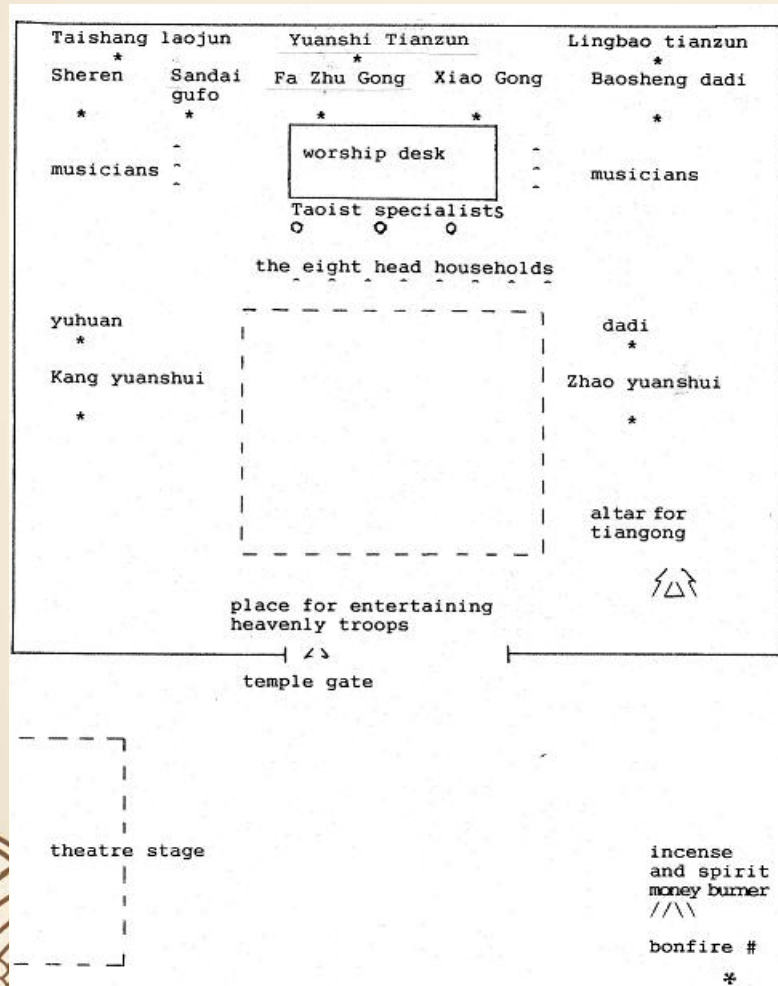 Taishang laojun Yuanshi Tianzun Lingbao tianzun
Sheren Sandai gufo Fa Zhu Gong Xiao Gong Baosheng dadi
worship desk
musicians musicians
Taoist specialists
the eight head households
yuhuan dadi
Kang yuanshui Zhao yuanshui
altar for
tiangong
place for entertaining
heavenly troops
temple gate
theatre stage
incense
and spirit
money burner
bonfire #